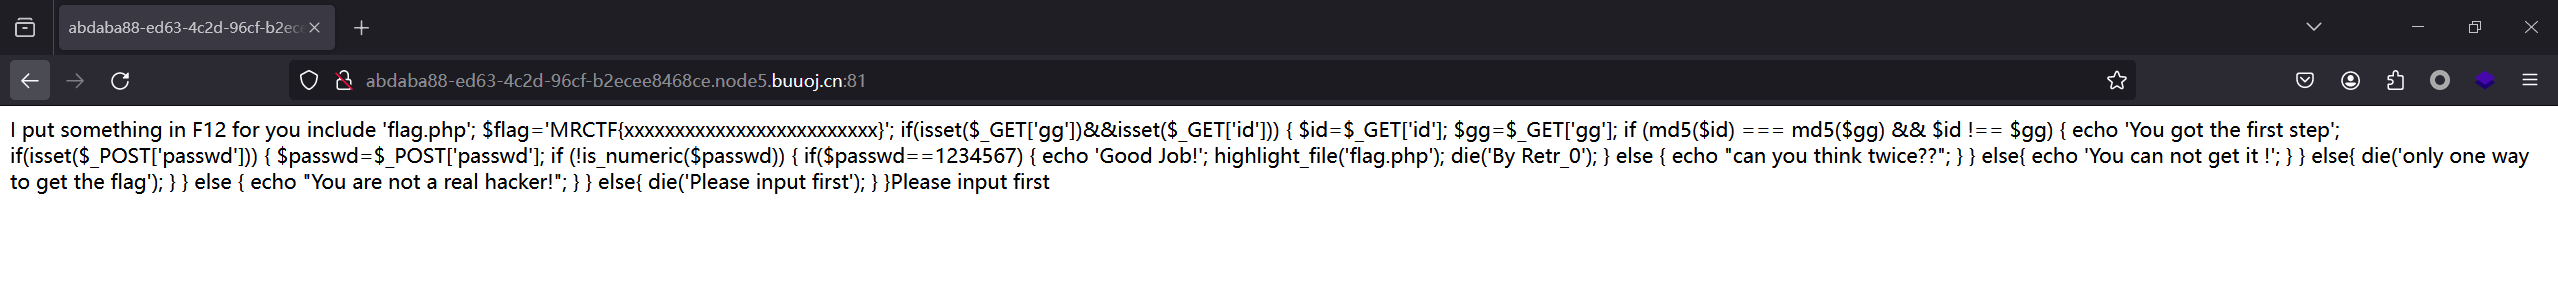 abdaba88-ed63-4c2d-96cf-b2ece
abdaba88-ed63-4c2d-96cf-b2ecee8468ce.node5.buuoj.cn:81
I put something in F12 for you include 'flag.php'; $flag='MRCTF{xxxxxxxxxxxxxxxxxxxxxxxxx}'; if(isset($_GET['gg'])&&isset($_GET['id'])) { $id=$_GET['id']; $gg=$_GET['gg']; if (md5($id) === md5($gg) && $id !== $gg) { echo 'You got the first step';
if(isset($_POST['passwd'])) { $passwd=$_POST['passwd']; if (!is_numeric($passwd)) { if($passwd==1234567) { echo 'Good Job!'; highlight_file('flag.php'); die('By Retr_0'); } else { echo "can you think twice??"; } } else{ echo 'You can not get it !'; } } else{ die('only one way
to get the flag'); } } else { echo "You are not a real hacker!"; } } else{ die('Please input first'); } }Please input first